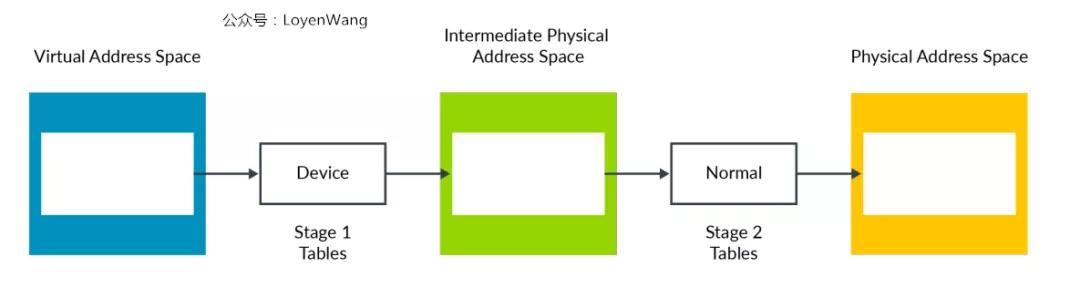 公众号：LoyenWang
Virtual Address Space
Intermediate Physical
Address Space
Physical Address Space
Device
Normal
Stage 1
Tables
Stage 2
Tables